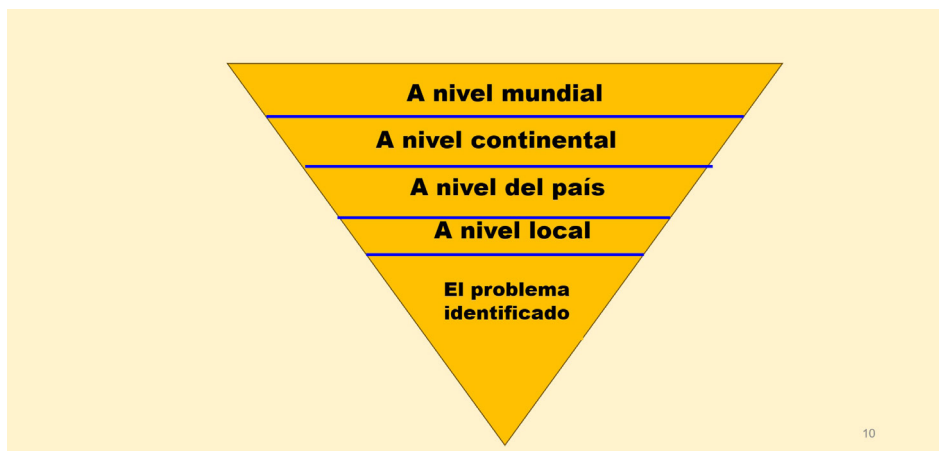 A nivel mundial
A nivel continental
A nivel del país
A nivel local
El problema
identificado
10